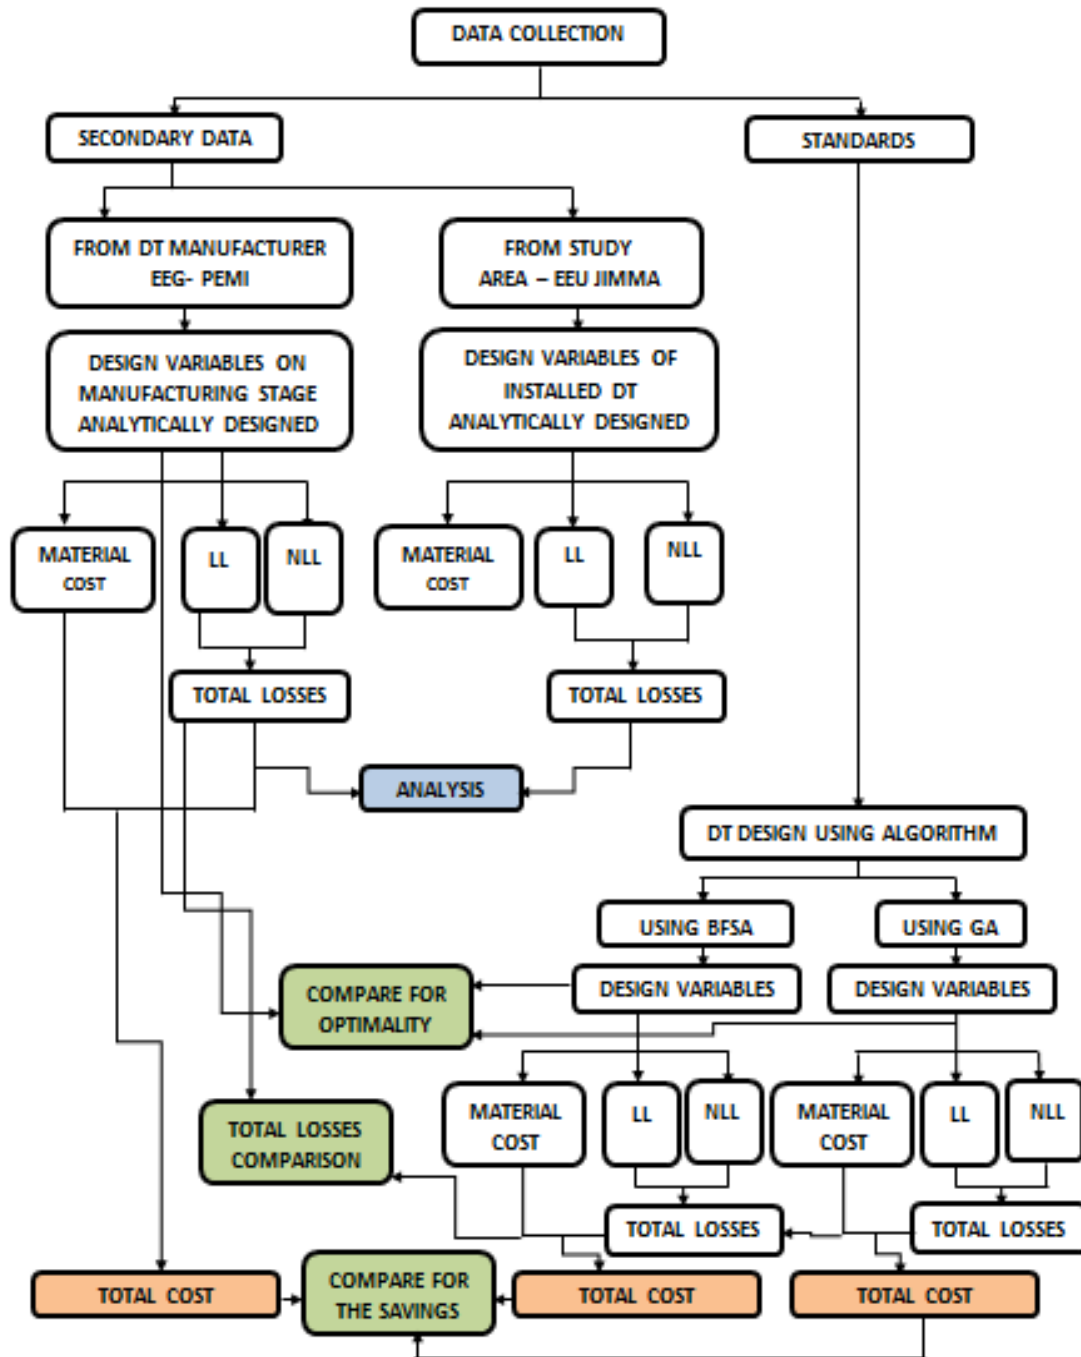 DATA COLLECTION
SECONDARY DATA
STANDARDS
FROM DT MANUFACTURER
EEG- PEMI
FROM STUDY
AREA – EEU JIMMA
DESIGN VARIABLES ON
MANUFACTURING STAGE
ANALYTICALLY DESIGNED
DESIGN VARIABLES OF
INSTALLED DT
ANALYTICALLY DESIGNED
MATERIAL
COST
LL
NLL
MATERIAL
COST
LL
NLL
TOTAL LOSSES
TOTAL LOSSES
ANALYSIS
DT DESIGN USING ALGORITHM
USING BFSA
USING GA
COMPARE FOR
OPTIMALITY
DESIGN VARIABLES
DESIGN VARIABLES
TOTAL LOSSES
COMPARISON
MATERIAL
COST
LL
NLL
MATERIAL
COST
LL
NLL
TOTAL LOSSES
TOTAL LOSSES
TOTAL COST
COMPARE FOR
THE SAVINGS
TOTAL COST
TOTAL COST